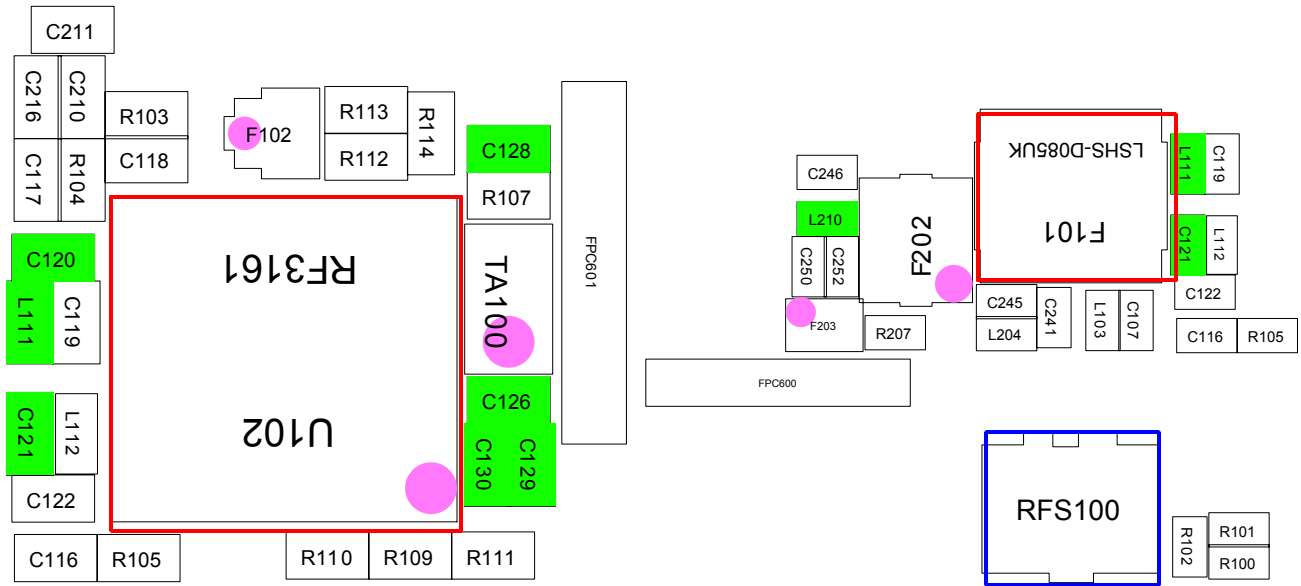 C211
C216
C210
R103
C118
C117
R104
F102
R113
R112
R114
C128
R107
FPC601
C120
L111
C119
C121
L112
C122
C116
R105
RF3161
U102
TA100
C126
C130
C129
R110
R109
R111
C246
L210
C250
C252
F203
R207
F202
LSHS-D085UK
F101
L111
C119
C121
L112
C122
C245
L204
C241
L103
C107
C116
R105
FPC600
RFS100
R102
R101
R100